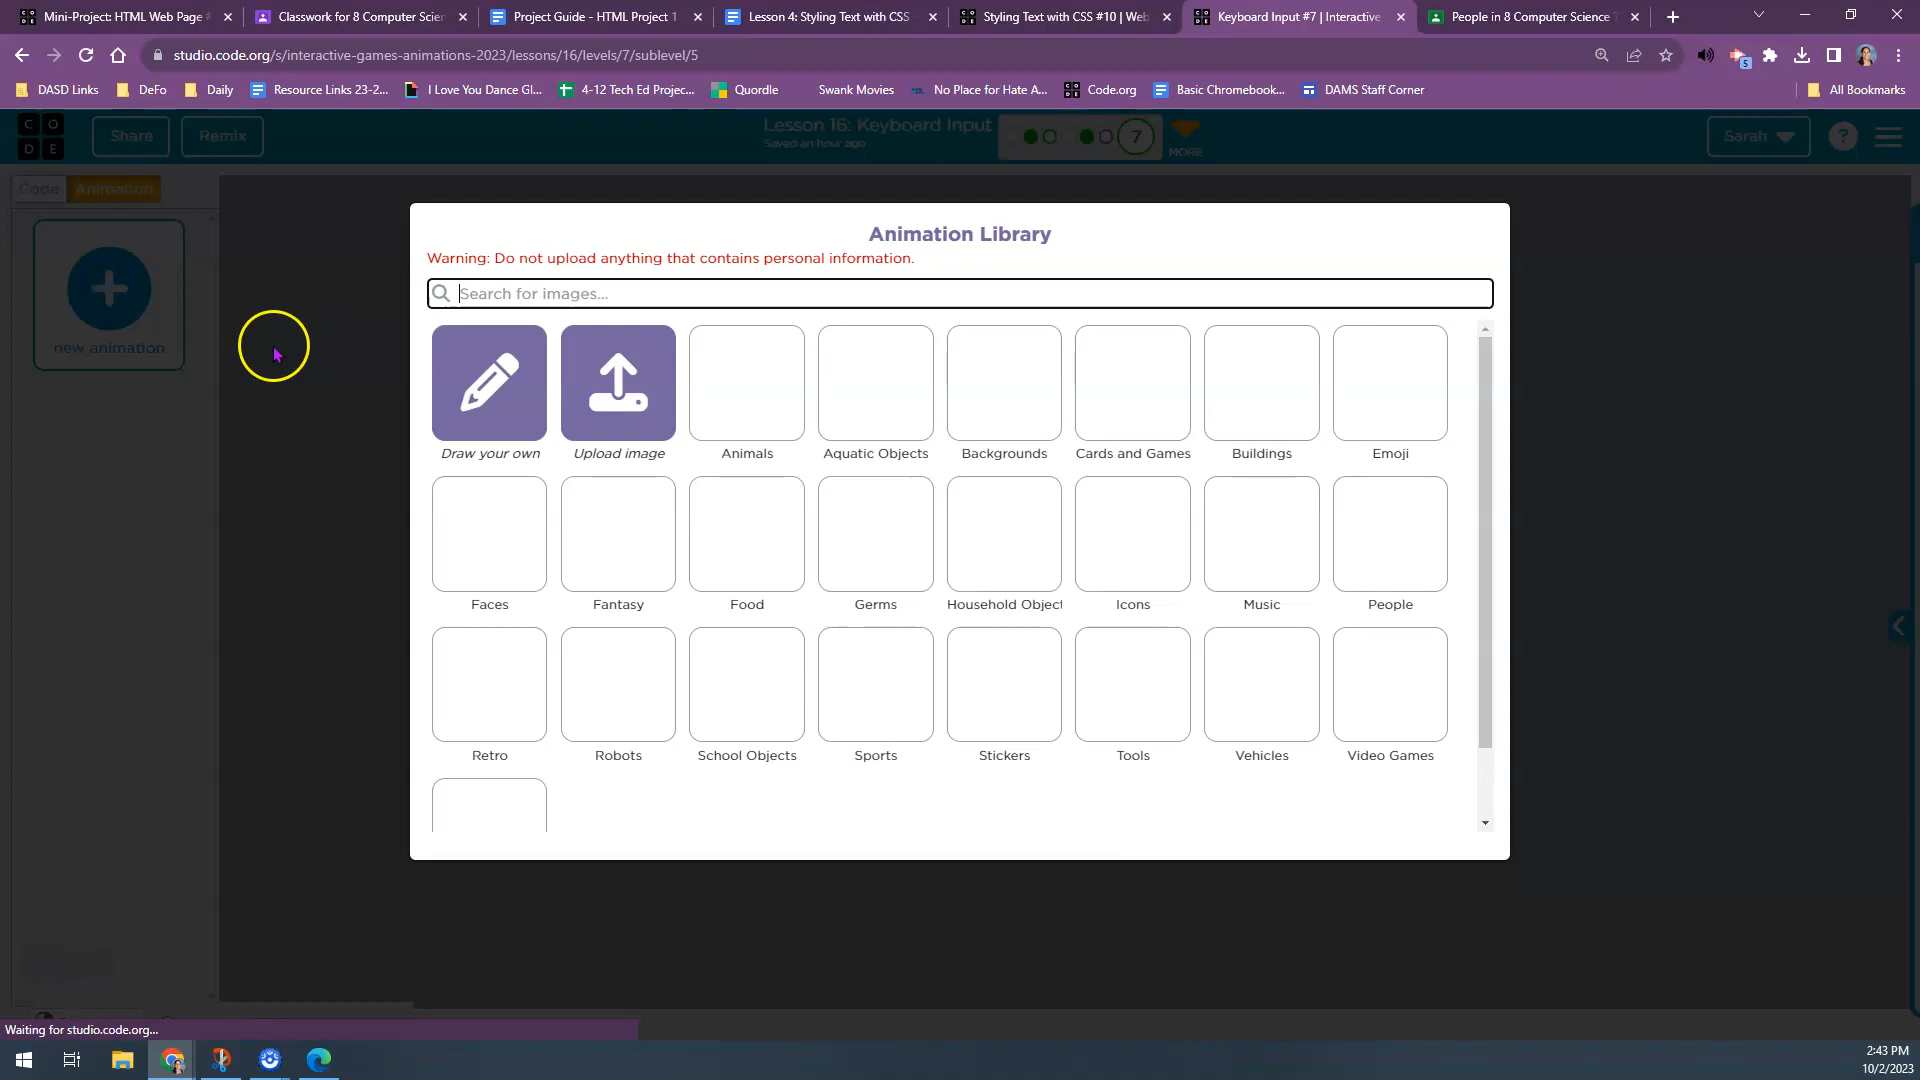 Mini-Project: HTML Web Page #
Classwork for 8 Computer Scien
Project Guide - HTML Project 1
Lesson 4: Styling Text with CSS
Styling Text with CSS #10 | Web
Keyboard Input #7 | Interactive
People in 8 Computer Science 7
studio.code.org/s/interactive-games-animations-2023/lessons/16/levels/7/sublevel/5
5
DASD Links
DeFo
Daily
Resource Links 23-2...
I Love You Dance Gl...
4-12 Tech Ed Projec...
Quordle
Swank Movies
No Place for Hate A...
Code.org
Basic Chromebook...
DAMS Staff Corner
All Bookmarks
C O
D E
Share
Remix
Lesson 16: Keyboard Input
Saved an hour ago
7
MORE
Sarah
?
Code
Animation
new animation
Animation Library
Warning: Do not upload anything that contains personal information.
Search for images...
Draw your own
Upload image
Animals
Aquatic Objects
Backgrounds
Cards and Games
Buildings
Emoji
Faces
Fantasy
Food
Germs
Household Object
Icons
Music
People
Retro
Robots
School Objects
Sports
Stickers
Tools
Vehicles
Video Games
Waiting for studio.code.org...
2:43 PM
10/2/2023